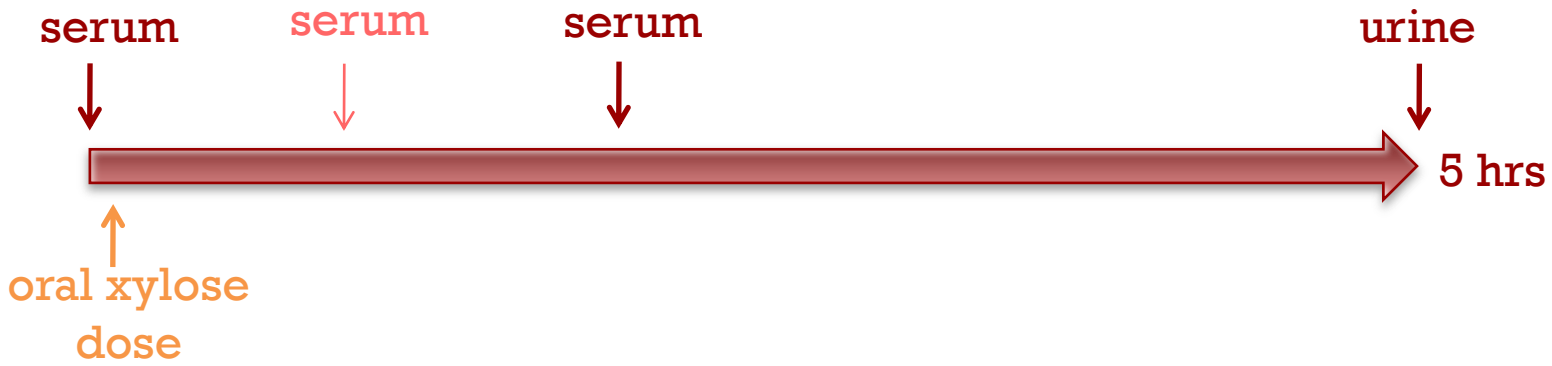 serum
serum
serum
urine
5 hrs
oral xylose
dose